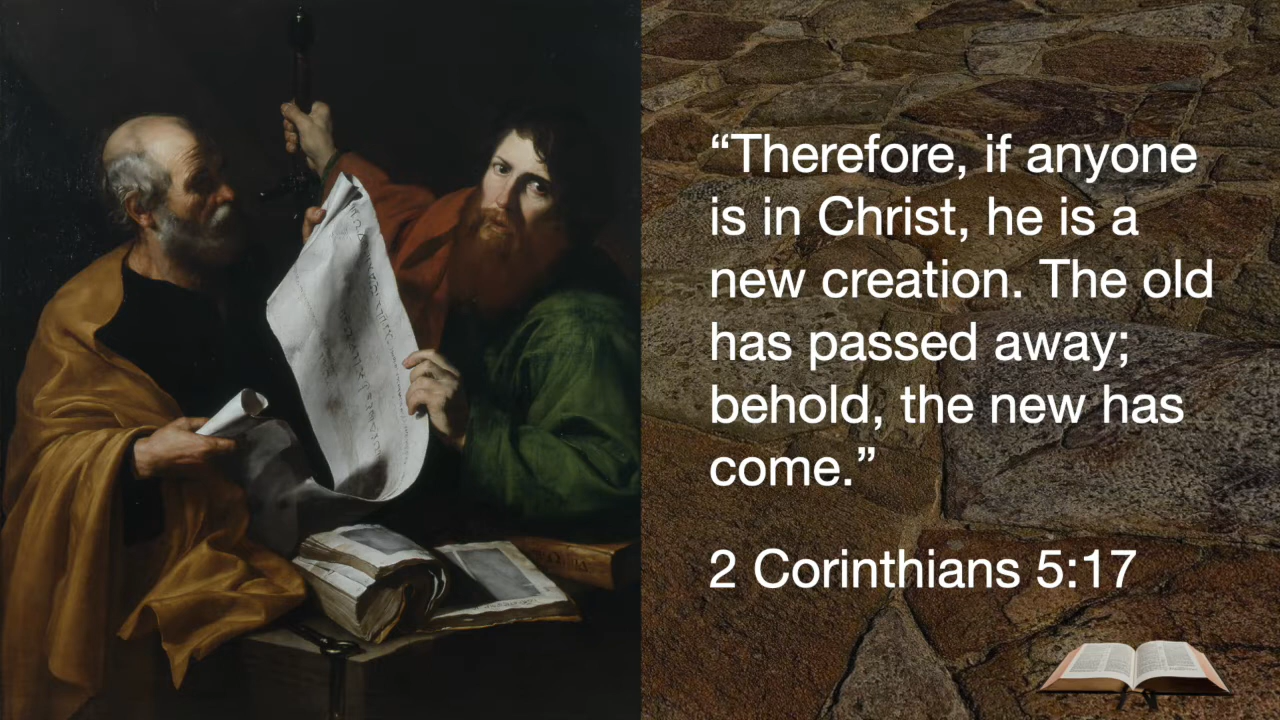 “Therefore, if anyone
is in Christ, he is a
new creation. The old
has passed away;
behold, the new has
come.”
2 Corinthians 5:17